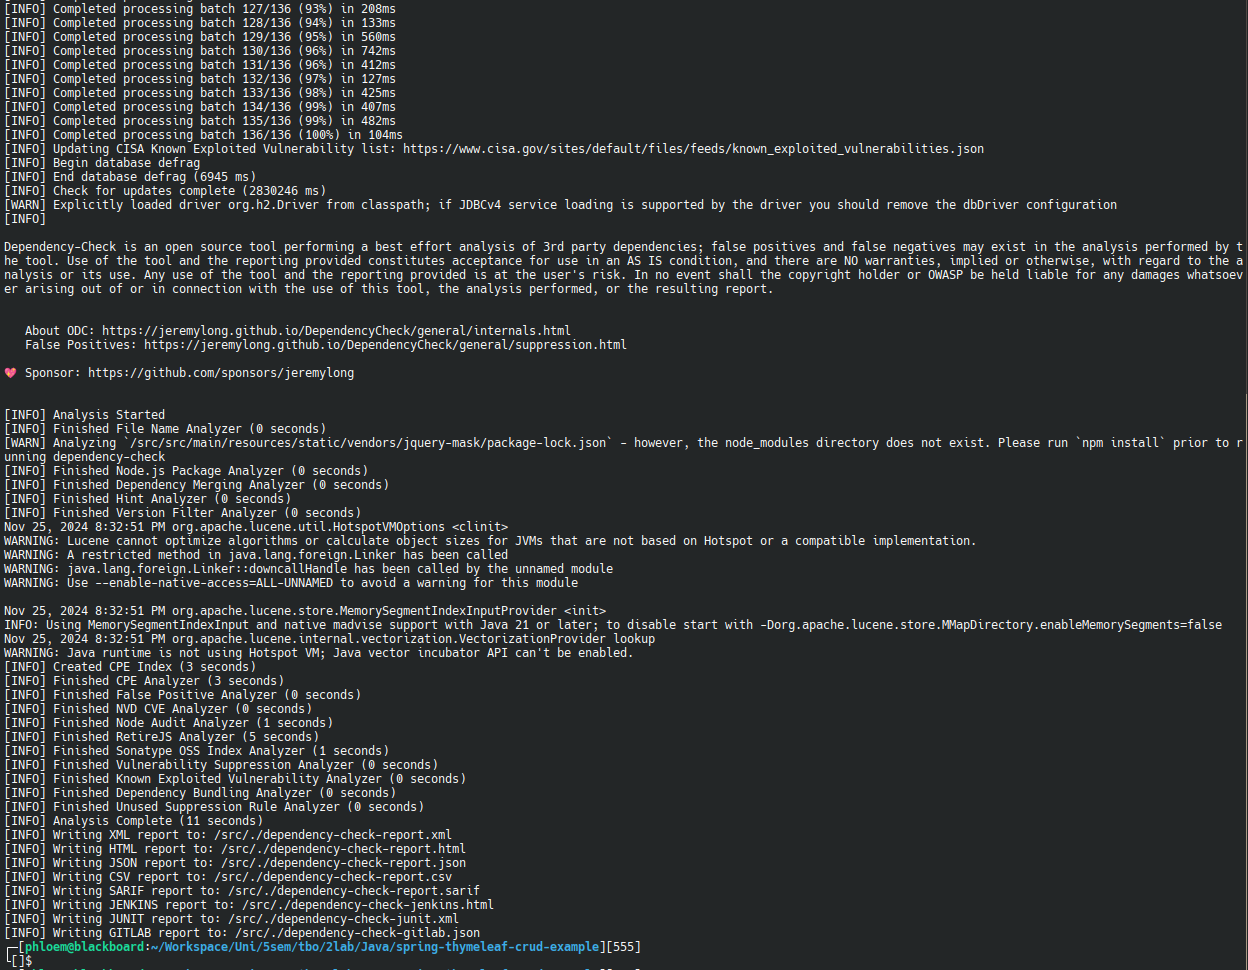 [INFO] Completed processing batch 127/136 (93%) in 208ms
[INFO] Completed processing batch 128/136 (94%) in 133ms
[INFO] Completed processing batch 129/136 (95%) in 560ms
[INFO] Completed processing batch 130/136 (96%) in 742ms
[INFO] Completed processing batch 131/136 (96%) in 412ms
[INFO] Completed processing batch 132/136 (97%) in 127ms
[INFO] Completed processing batch 133/136 (98%) in 425ms
[INFO] Completed processing batch 134/136 (99%) in 407ms
[INFO] Completed processing batch 135/136 (99%) in 482ms
[INFO] Completed processing batch 136/136 (100%) in 104ms
[INFO] Updating CISA Known Exploited Vulnerability list: https://www.cisa.gov/sites/default/files/feeds/known_exploited_vulnerabilities.json
[INFO] Begin database defrag
[INFO] End database defrag (6945 ms)
[INFO] Check for updates complete (2830246 ms)
[WARN] Explicitly loaded driver org.h2.Driver from classpath; if JDBCv4 service loading is supported by the driver you should remove the dbDriver configuration
[INFO]
Dependency-Check is an open source tool performing a best effort analysis of 3rd party dependencies; false positives and false negatives may exist in the analysis performed by t
he tool. Use of the tool and the reporting provided constitutes acceptance for use in an AS IS condition, and there are NO warranties, implied or otherwise, with regard to the a
nalysis or its use. Any use of the tool and the reporting provided is at the user's risk. In no event shall the copyright holder or OWASP be held liable for any damages whatsoev
er arising out of or in connection with the use of this tool, the analysis performed, or the resulting report.
About ODC: https://jeremylong.github.io/DependencyCheck/general/internals.html
False Positives: https://jeremylong.github.io/DependencyCheck/general/suppression.html
💖 Sponsor: https://github.com/sponsors/jeremylong
[INFO] Analysis Started
[INFO] Finished File Name Analyzer (0 seconds)
[WARN] Analyzing `/src/src/main/resources/static/vendors/jquery-mask/package-lock.json` - however, the node_modules directory does not exist. Please run `npm install` prior to r
unning dependency-check
[INFO] Finished Node.js Package Analyzer (0 seconds)
[INFO] Finished Dependency Merging Analyzer (0 seconds)
[INFO] Finished Hint Analyzer (0 seconds)
[INFO] Finished Version Filter Analyzer (0 seconds)
Nov 25, 2024 8:32:51 PM org.apache.lucene.util.HotspotVMOptions <clinit>
WARNING: Lucene cannot optimize algorithms or calculate object sizes for JVMs that are not based on Hotspot or a compatible implementation.
WARNING: A restricted method in java.lang.foreign.Linker has been called
WARNING: java.lang.foreign.Linker::downcallHandle has been called by the unnamed module
WARNING: Use --enable-native-access=ALL-UNNAMED to avoid a warning for this module
Nov 25, 2024 8:32:51 PM org.apache.lucene.store.MemorySegmentIndexInputProvider <init>
INFO: Using MemorySegmentIndexInput and native madvise support with Java 21 or later; to disable start with -Dorg.apache.lucene.store.MMapDirectory.enableMemorySegments=false
Nov 25, 2024 8:32:51 PM org.apache.lucene.internal.vectorization.VectorizationProvider lookup
WARNING: Java runtime is not using Hotspot VM; Java vector incubator API can't be enabled.
[INFO] Created CPE Index (3 seconds)
[INFO] Finished CPE Analyzer (3 seconds)
[INFO] Finished False Positive Analyzer (0 seconds)
[INFO] Finished NVD CVE Analyzer (0 seconds)
[INFO] Finished Node Audit Analyzer (1 seconds)
[INFO] Finished RetireJS Analyzer (5 seconds)
[INFO] Finished Sonatype OSS Index Analyzer (1 seconds)
[INFO] Finished Vulnerability Suppression Analyzer (0 seconds)
[INFO] Finished Known Exploited Vulnerability Analyzer (0 seconds)
[INFO] Finished Dependency Bundling Analyzer (0 seconds)
[INFO] Finished Unused Suppression Rule Analyzer (0 seconds)
[INFO] Analysis Complete (11 seconds)
[INFO] Writing XML report to: /src/./dependency-check-report.xml
[INFO] Writing HTML report to: /src/./dependency-check-report.html
[INFO] Writing JSON report to: /src/./dependency-check-report.json
[INFO] Writing CSV report to: /src/./dependency-check-report.csv
[INFO] Writing SARIF report to: /src/./dependency-check-report.sarif
[INFO] Writing JENKINS report to: /src/./dependency-check-jenkins.html
[INFO] Writing JUNIT report to: /src/./dependency-check-junit.xml
[INFO] Writing GITLAB report to: /src/./dependency-check-gitlab.json
┌─[phloem@blackboard:~/Workspace/Uni/5sem/tbo/2lab/Java/spring-thymeleaf-crud-example][555]
└[]$